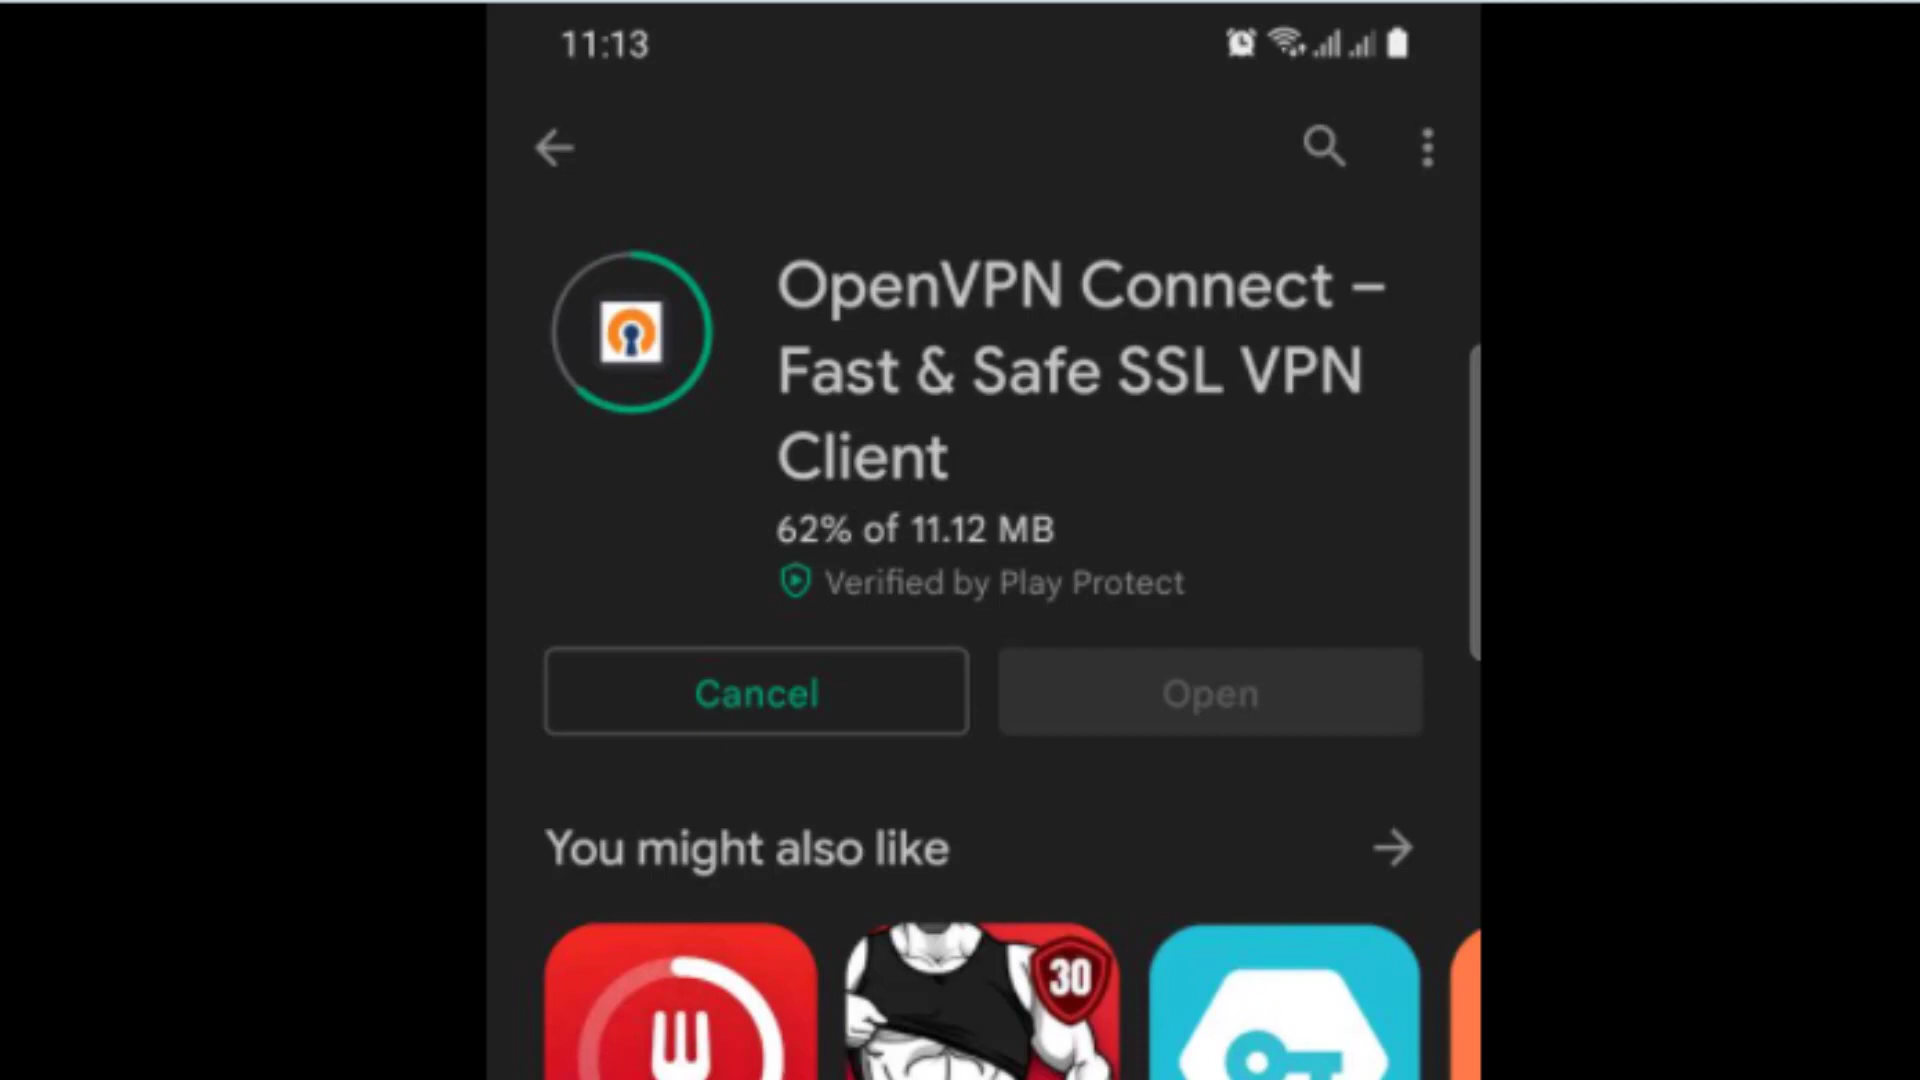 11:13
OpenVPN Connect –
Fast & Safe SSL VPN
Client
62% of 11.12 MB
Verified by Play Protect
Cancel
Open
You might also like
30